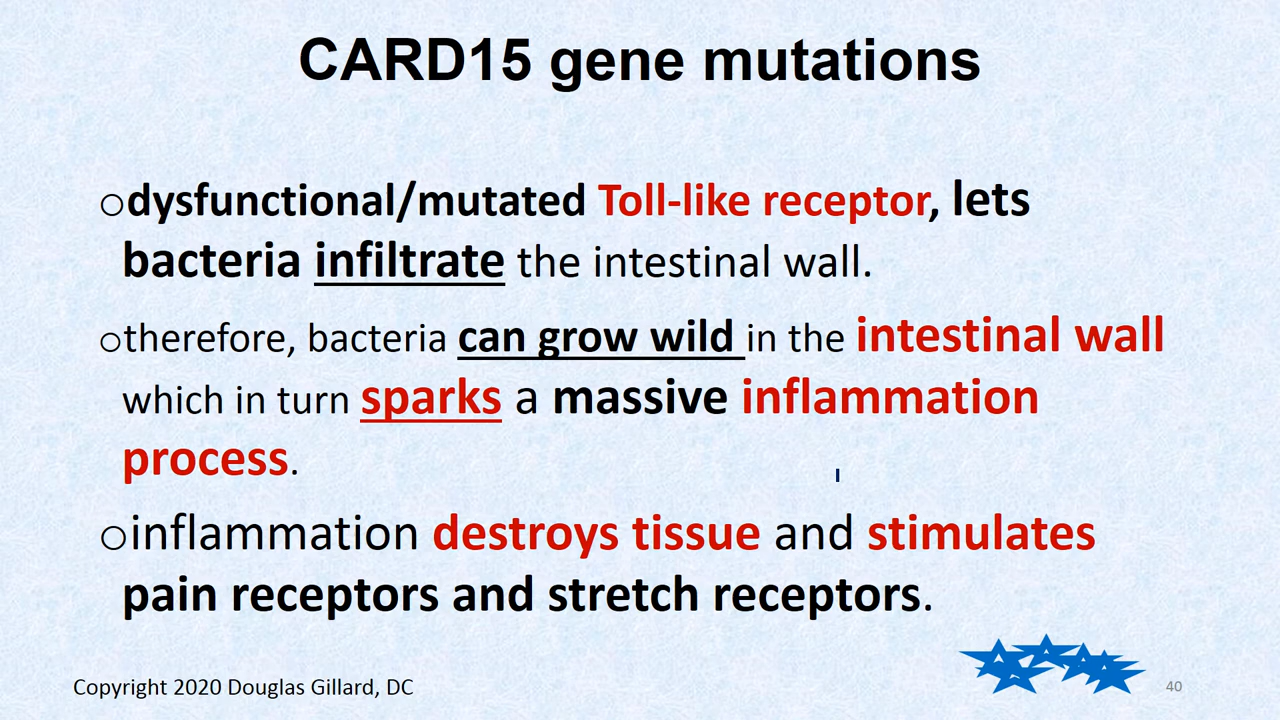 CARD15 gene mutations
odysfunctional/mutated Toll-like receptor, lets
bacteria infiltrate the intestinal wall.
otherefore, bacteria can grow wild in the intestinal wall
which in turn sparks a massive inflammation
process.
oinflammation destroys tissue and stimulates
pain receptors and stretch receptors.
Copyright 2020 Douglas Gillard, DC
40